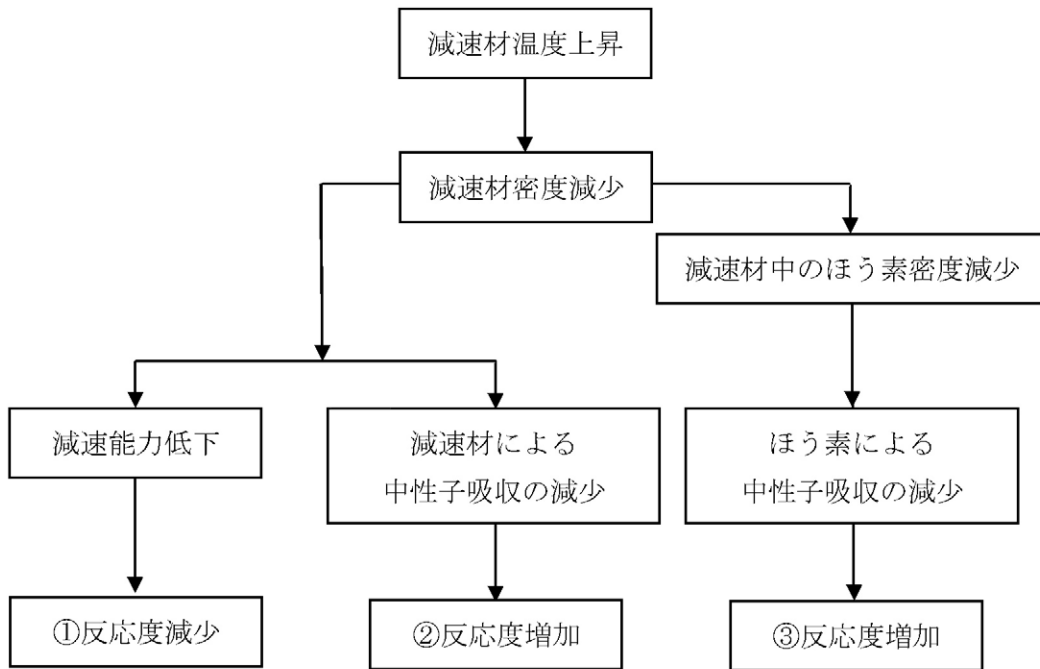 減速材温度上昇
減速材密度減少
減速材中のほう素密度減少
減速能力低下
減速材による
中性子吸収の減少
ほう素による
中性子吸収の減少
①反応度減少
②反応度増加
③反応度増加